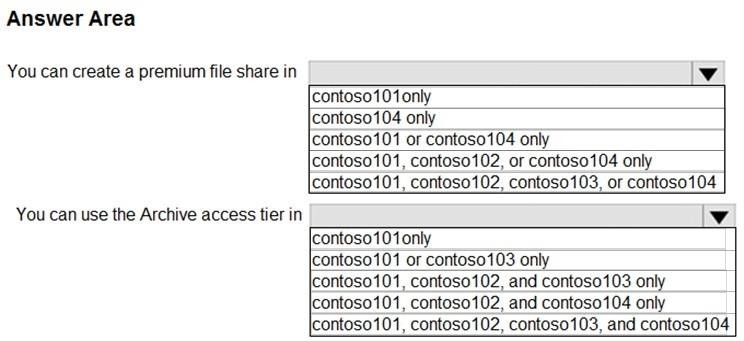 Answer Area
You can create a premium file share in
contoso101only
contoso104 only
contoso101 or contoso104 only
contoso101, contoso102, or contoso104 only
contoso101, contoso102, contoso103, or contoso104
You can use the Archive access tier in
contoso101only
contoso101 or contoso103 only
contoso101, contoso102, and contoso103 only
contoso101, contoso102, and contoso104 only
contoso101, contoso102, contoso103, and contoso104